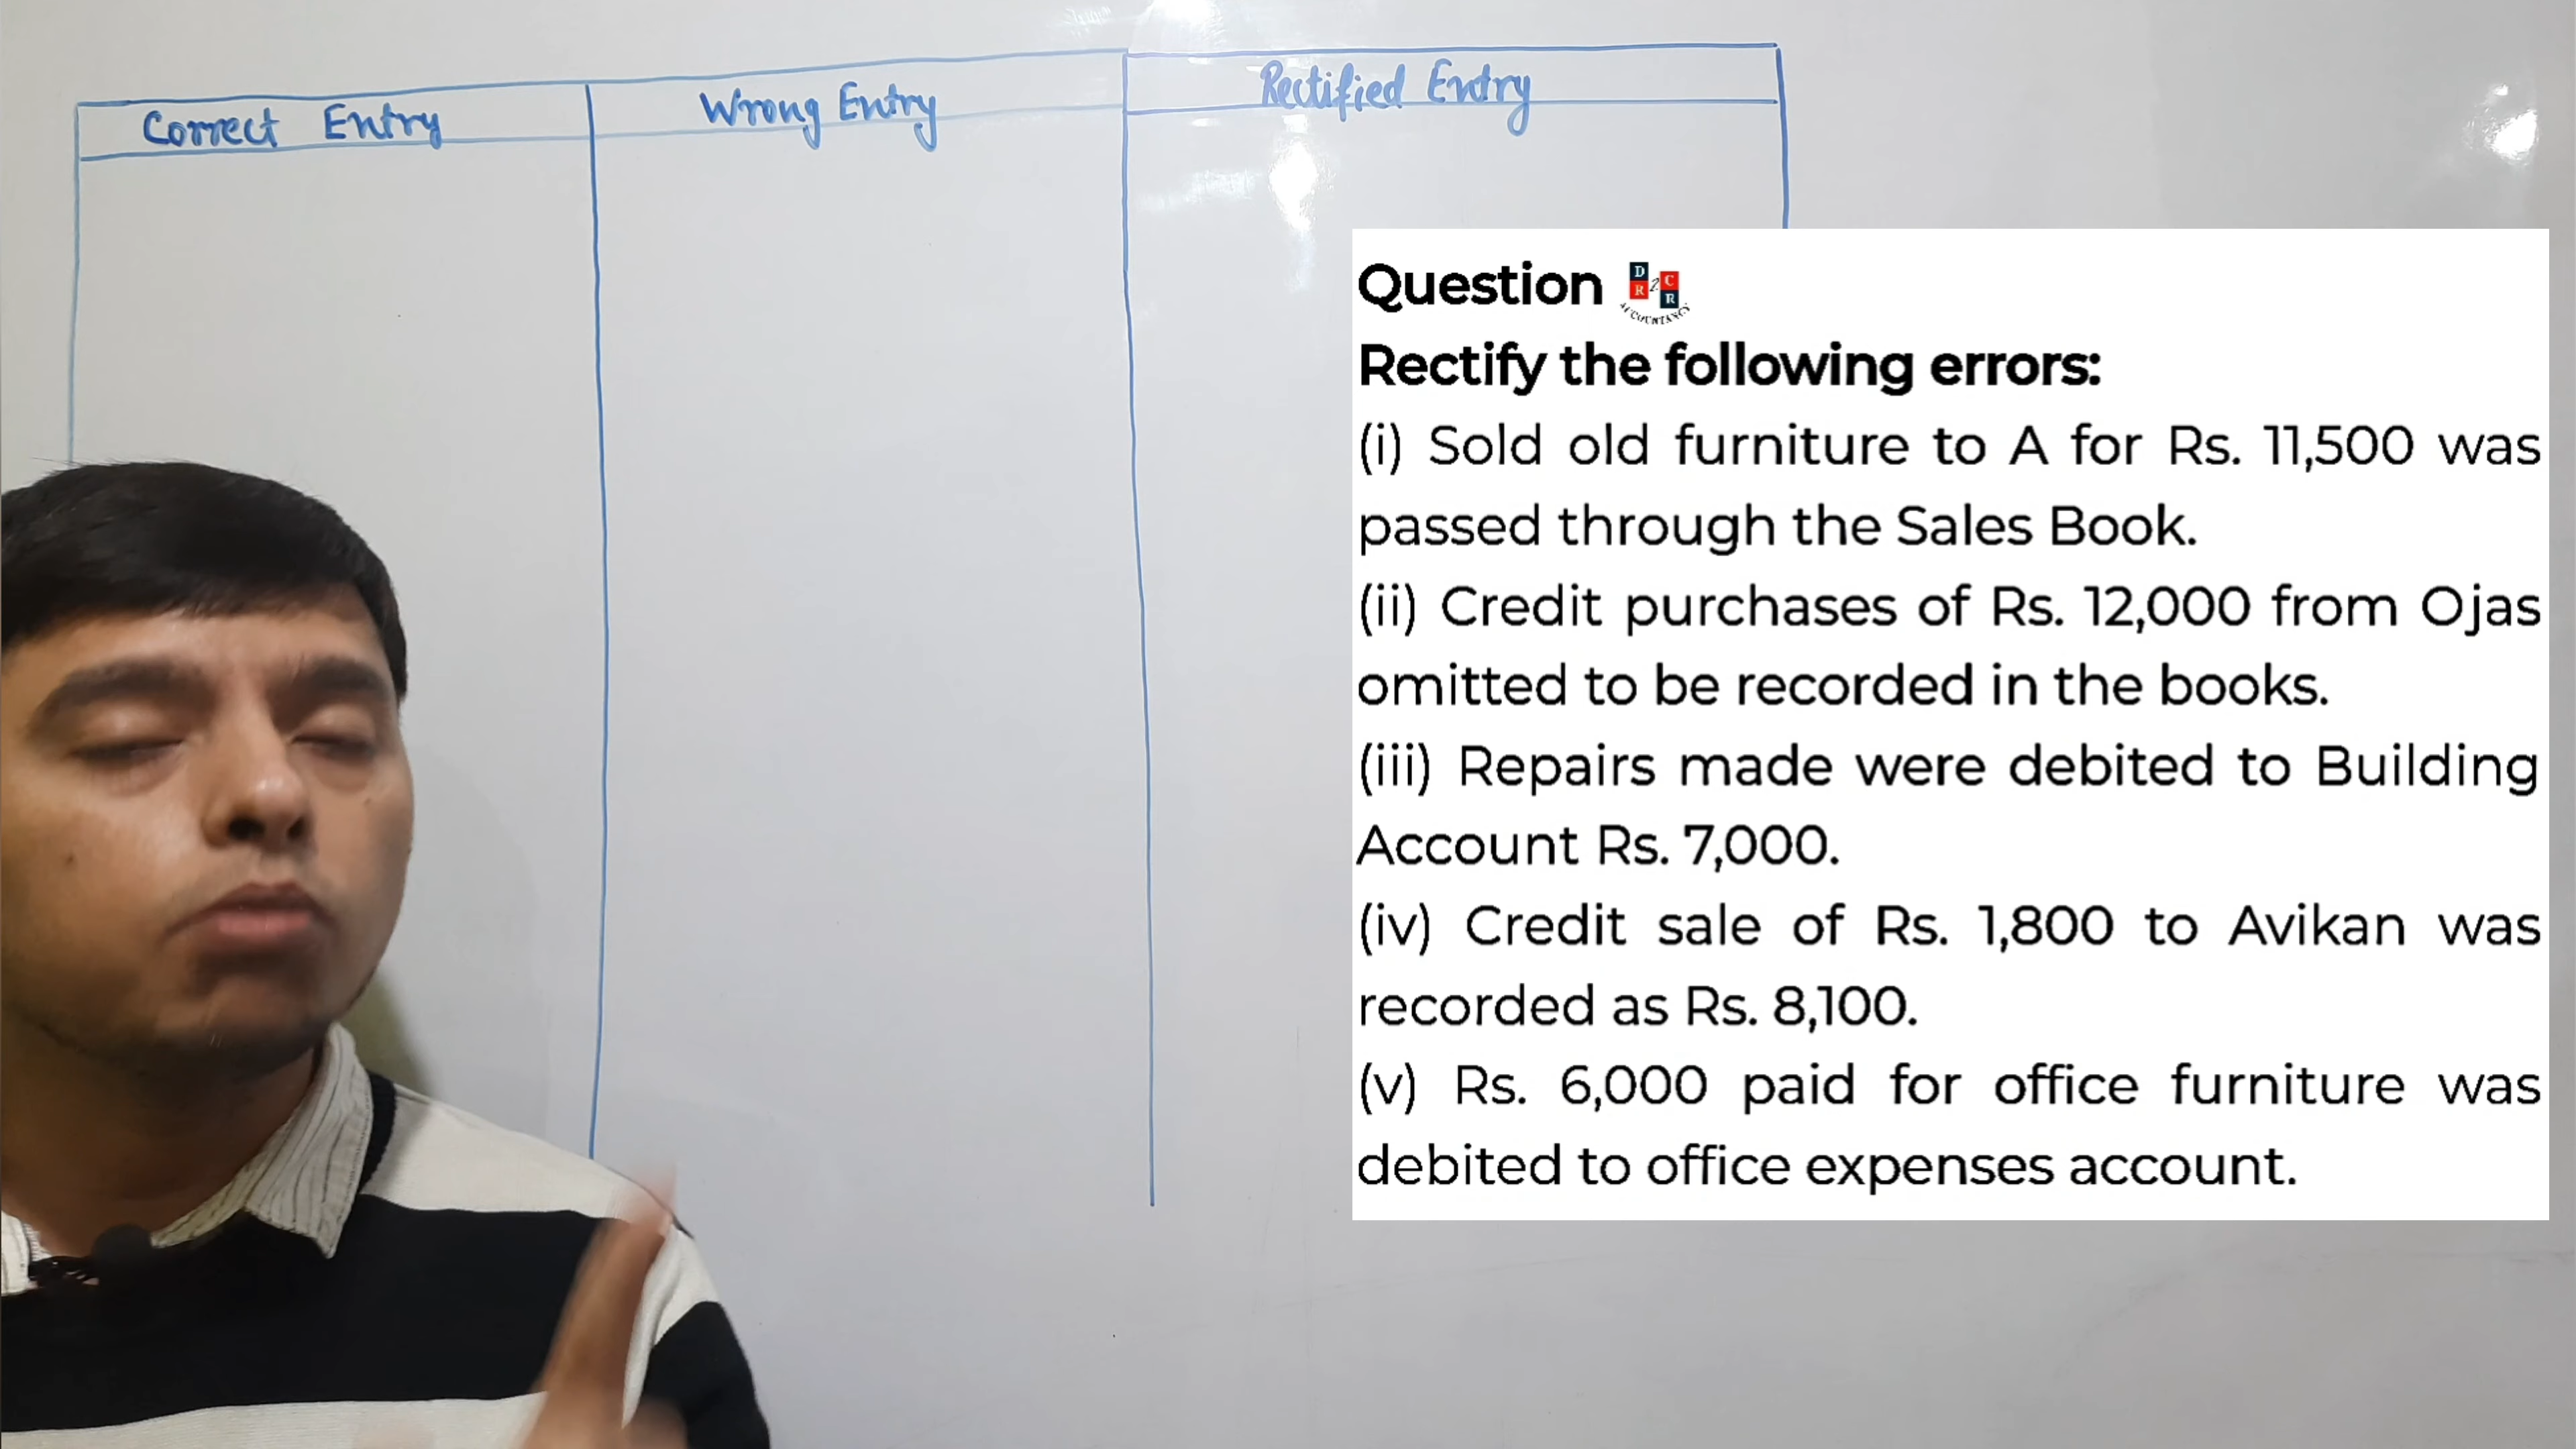 Correct Entry
Wrong Entry
Rectified Entry
Question
D
R 2 C
R
ACCOUNTANCY
Rectify the following errors:
(i) Sold old furniture to A for Rs. 11,500 was
passed through the Sales Book.
(ii) Credit purchases of Rs. 12,000 from Ojas
omitted to be recorded in the books.
(iii) Repairs made were debited to Building
Account Rs. 7,000.
(iv) Credit sale of Rs. 1,800 to Avikan was
recorded as Rs. 8,100.
(v) Rs. 6,000 paid for office furniture was
debited to office expenses account.